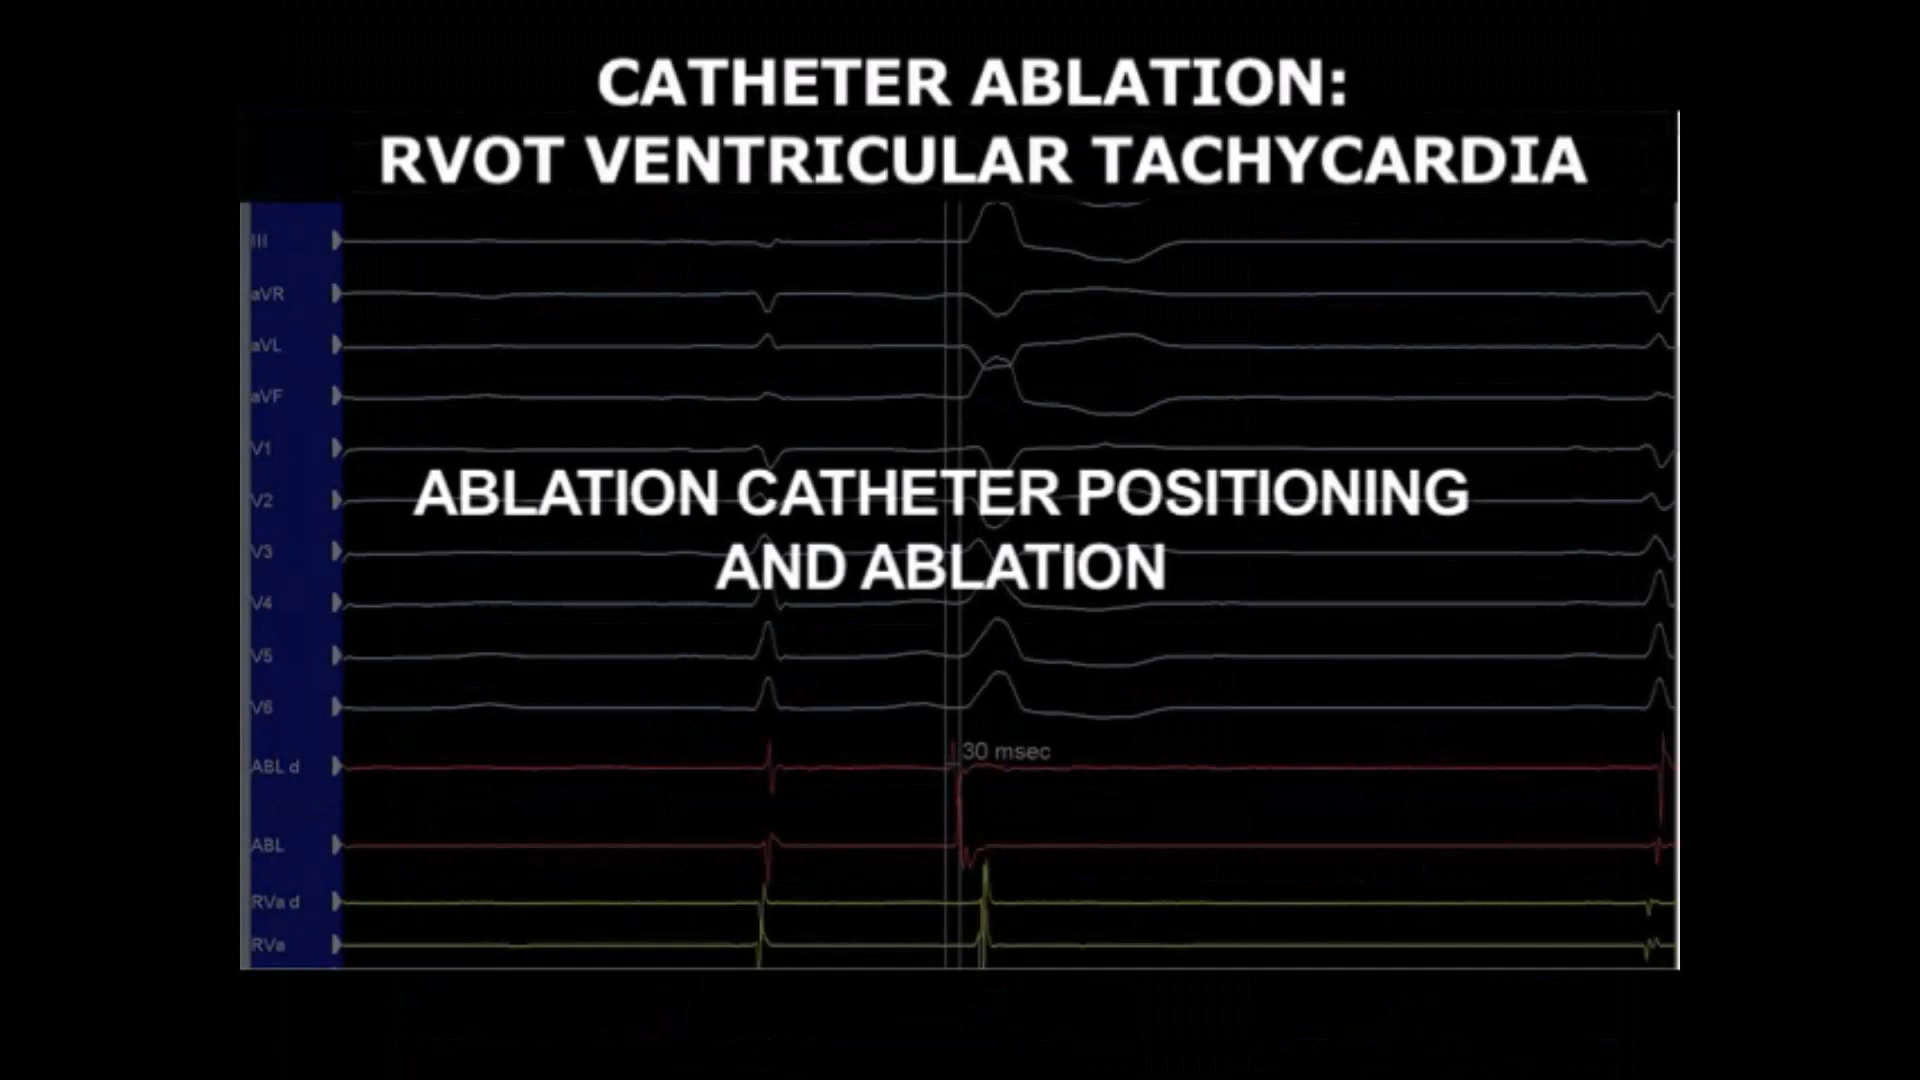 CATHETER ABLATION:
RVOT VENTRICULAR TACHYCARDIA
III
aVR
aVL
aVF
V1
ABLATION CATHETER POSITIONING
V2
V3
AND ABLATION
V4
V5
V6
30 msec
ABL d
ABL
RVa d
RVa